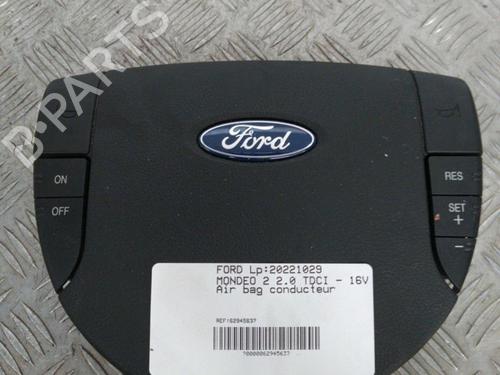 B-PARTS
Ford
ON
OFF
RES
SET
+
-
FORD Lp:20221029
MONDEO 2 2.0 TDCI - 16V
Air bag conducteur
REF:62945637
70000062945637